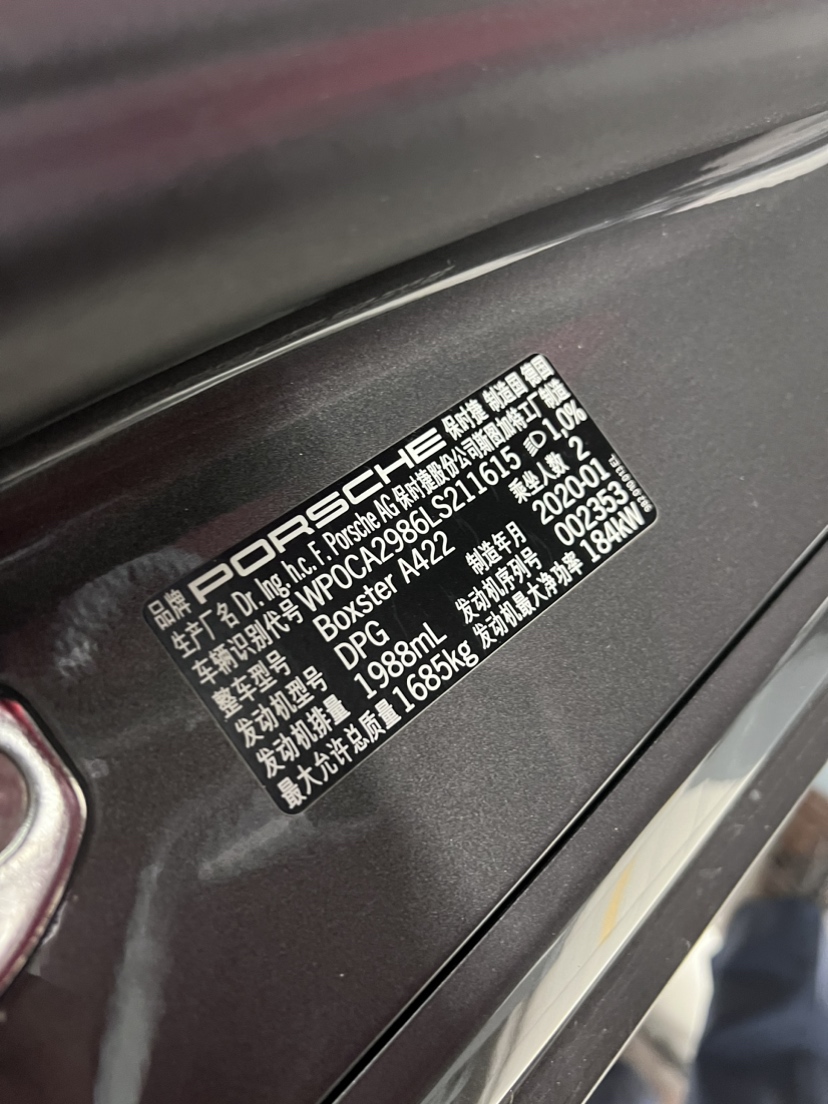 品牌 PORSCHE 保时捷 制造国 德国
生产厂名 Dr. Ing. h.c. F. Porsche AG 保时捷股份公司斯图加特工厂制造
车辆识别代号 WP0CA2986LS211615 1,0%
整车型号 Boxster A422 乘坐人数 2
发动机型号 DPG 制造年月 2020-01
发动机排量 1988mL 发动机序列号 002353
最大允许总质量 1685kg 发动机最大净功率 184kW